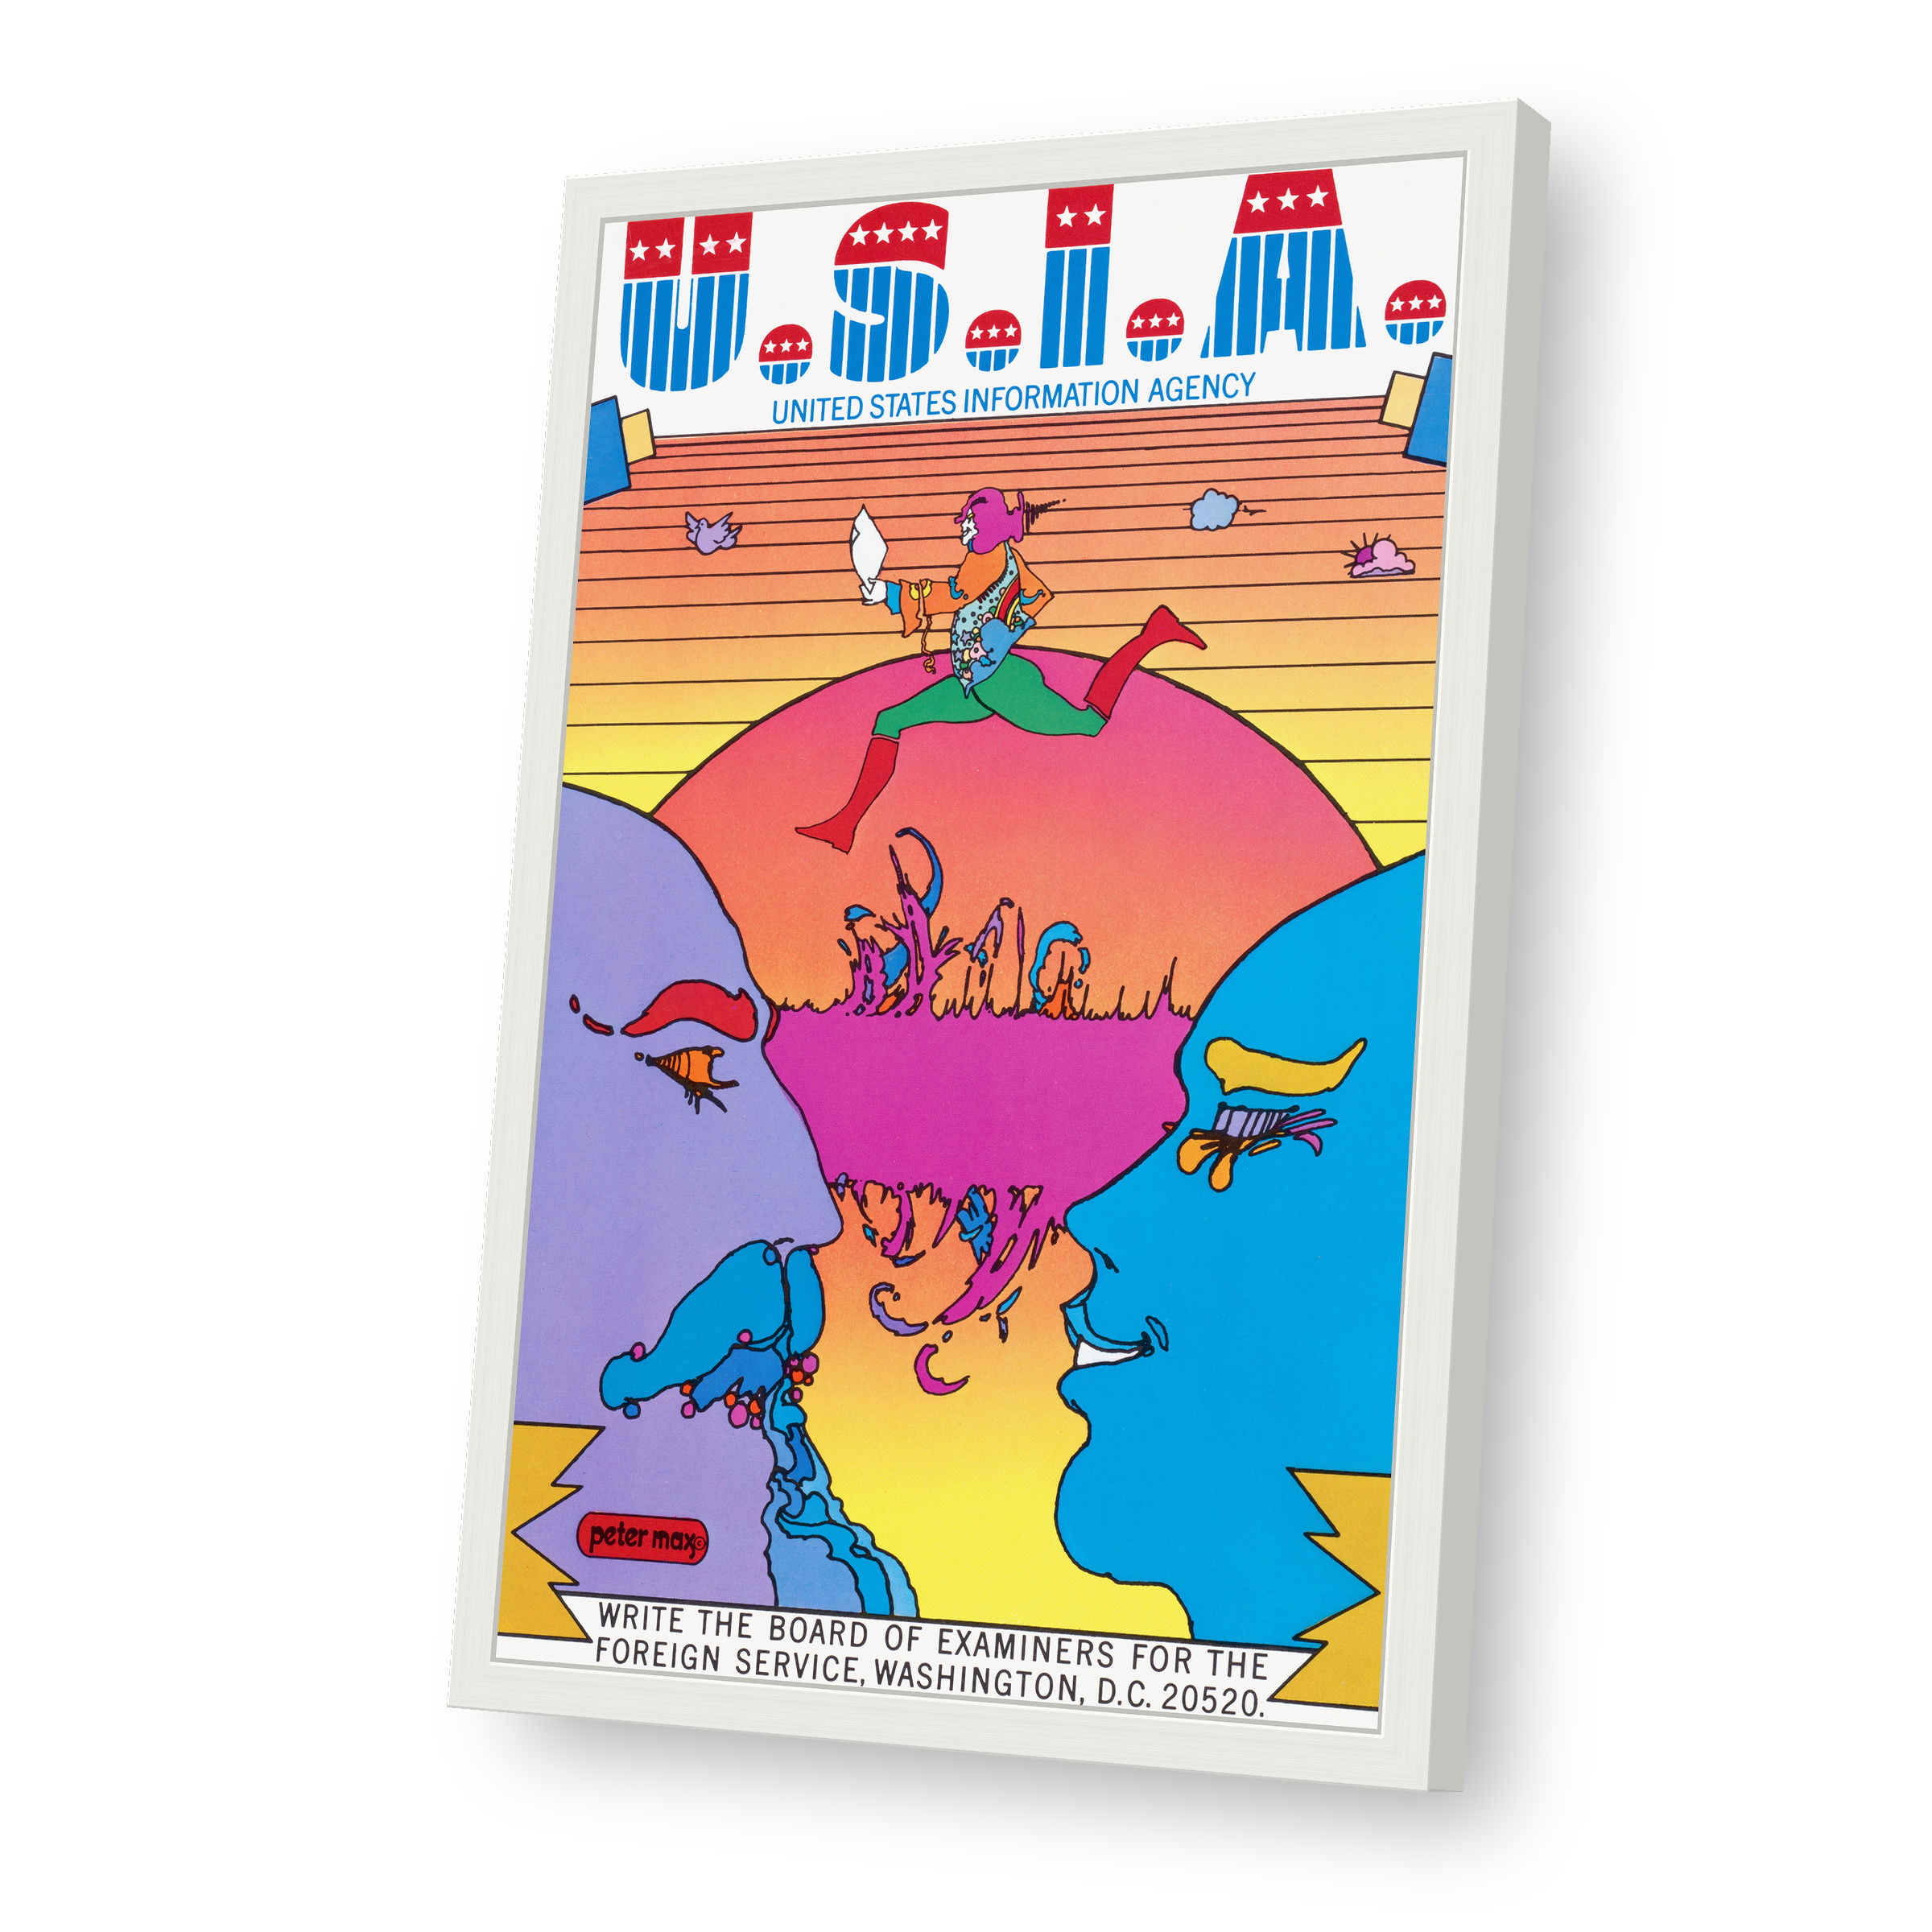 U.S.I.A.
UNITED STATES INFORMATION AGENCY
peter max©
WRITE THE BOARD OF EXAMINERS FOR THE
FOREIGN SERVICE, WASHINGTON, D.C. 20520.